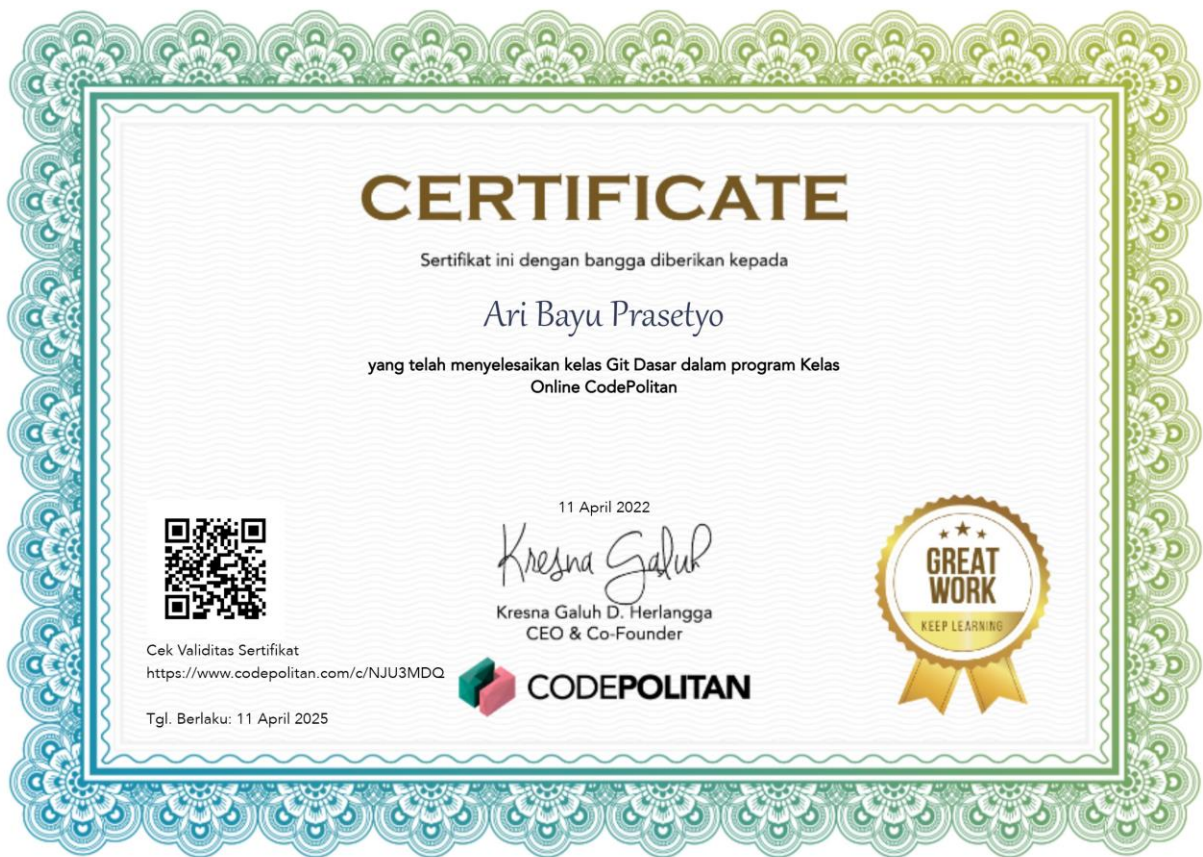 CERTIFICATE
Sertifikat ini dengan bangga diberikan kepada
Ari Bayu Prasetyo
yang telah menyelesaikan kelas Git Dasar dalam program Kelas
Online CodePolitan
11 April 2022
Kresna Galuh
Kresna Galuh D. Herlangga
CEO & Co-Founder
CODEPOLITAN
Cek Validitas Sertifikat
https://www.codepolitan.com/c/NJU3MDQ
Tgl. Berlaku: 11 April 2025
GREAT
WORK
KEEP LEARNING